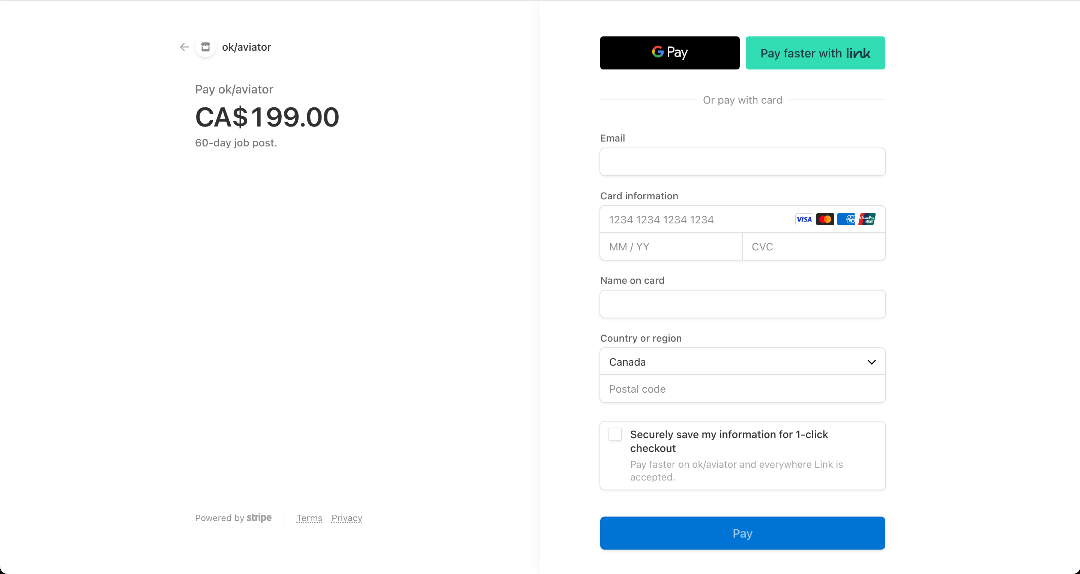 ok/aviator
Pay ok/aviator
CA$199.00
60-day job post.
Powered by stripe
Terms Privacy
G Pay
Pay faster with link
Or pay with card
Email
Card information
1234 1234 1234 1234
VISA
MM / YY
CVC
Name on card
Country or region
Canada
Postal code
Securely save my information for 1-click
checkout
Pay faster on ok/aviator and everywhere Link is
accepted.
Pay